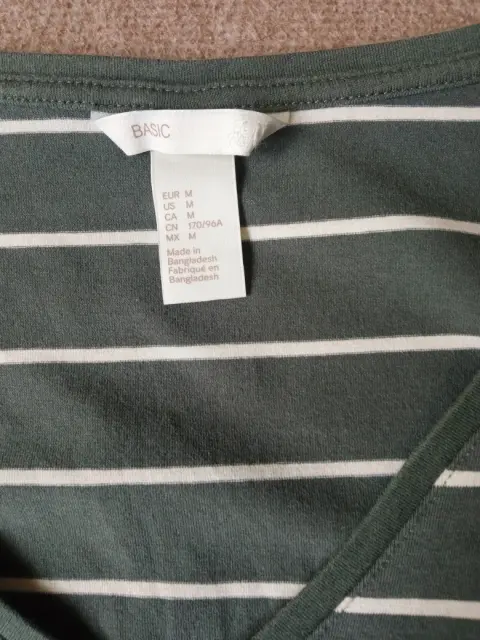 BASIC
EUR M
US M
CA M
CN 170/96A
MX M
Made in
Bangladesh
Fabriqué en
Bangladesh